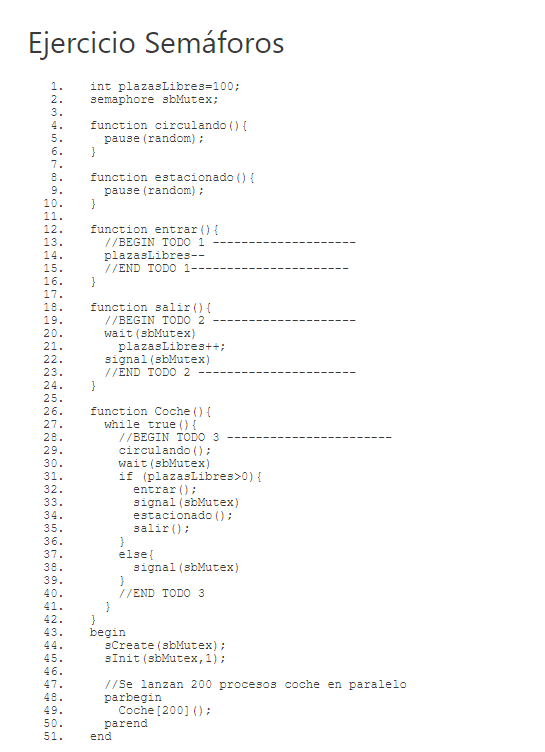 Ejercicio Semáforos
1. int plazasLibres=100;
2. semaphore sbMutex;
3.
4. function circulando(){
5. pause(random);
6. }
7.
8. function estacionado(){
9. pause(random);
10. }
11.
12. function entrar(){
13. //BEGIN TODO 1 --------------------
14. plazasLibres--
15. //END TODO 1----------------------
16. }
17.
18. function salir(){
19. //BEGIN TODO 2 --------------------
20. wait(sbMutex)
21. plazasLibres++;
22. signal(sbMutex)
23. //END TODO 2 ----------------------
24. }
25.
26. function Coche(){
27. while true(){
28. //BEGIN TODO 3 -----------------------
29. circulando();
30. wait(sbMutex)
31. if (plazasLibres>0){
32. entrar();
33. signal(sbMutex)
34. estacionado();
35. salir();
36. }
37. else{
38. signal(sbMutex)
39. }
40. //END TODO 3
41. }
42. }
43. begin
44. sCreate(sbMutex);
45. sInit(sbMutex,1);
46.
47. //Se lanzan 200 procesos coche en paralelo
48. parbegin
49. Coche[200]();
50. parend
51. end